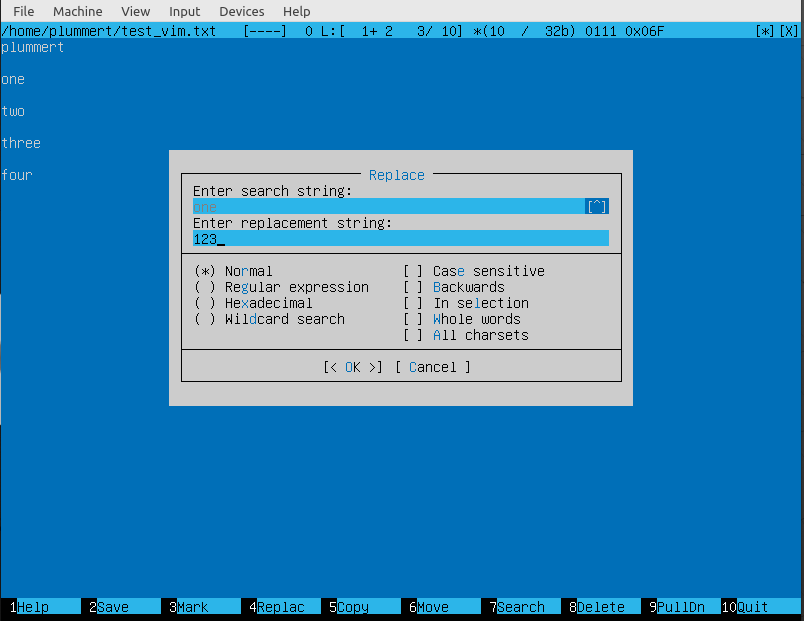 File Machine View Input Devices Help
/home/plummert/test_vim.txt [----] 0 L:[ 1+ 2 3/ 10] *(10 / 32b) 0111 0x06F [*][X]
plummert
one
two
three
four
Replace
Enter search string:
one [^]
Enter replacement string:
123_
(*) Normal [ ] Case sensitive
( ) Regular expression [ ] Backwards
( ) Hexadecimal [ ] In selection
( ) Wildcard search [ ] Whole words
[ ] All charsets
[< OK >] [ Cancel ]
1Help 2Save 3Mark 4Replac 5Copy 6Move 7Search 8Delete 9PullDn 10Quit